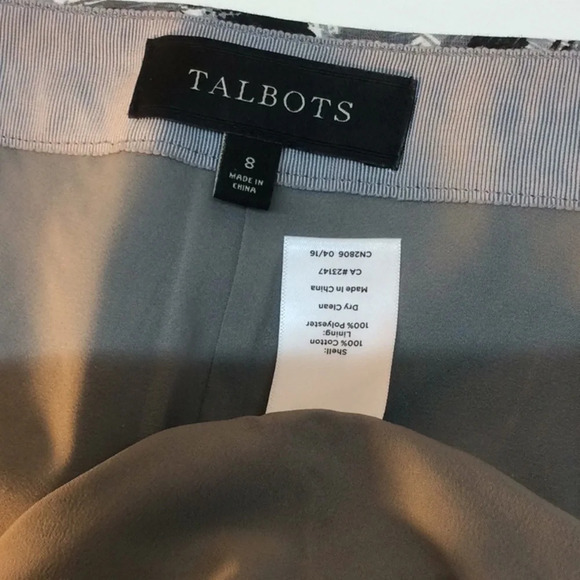 TALBOTS
8
MADE IN
CHINA
Shell:
100% Cotton
Lining:
100% Polyester
Dry Clean
Made In China
CA #23147
CN2806 04/16